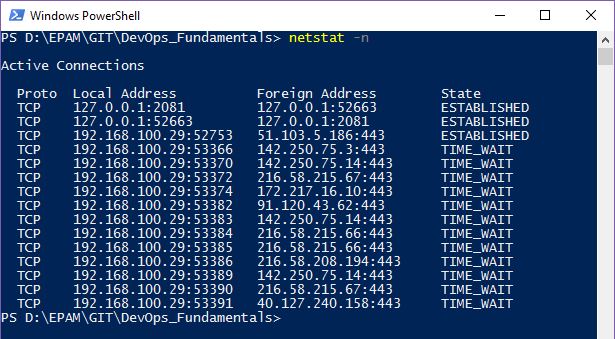 Windows PowerShell
PS D:\EPAM\GIT\DevOps_Fundamentals> netstat -n
Active Connections
Proto Local Address Foreign Address State
TCP 127.0.0.1:2081 127.0.0.1:52663 ESTABLISHED
TCP 127.0.0.1:52663 127.0.0.1:2081 ESTABLISHED
TCP 192.168.100.29:52753 51.103.5.186:443 ESTABLISHED
TCP 192.168.100.29:53366 142.250.75.3:443 TIME_WAIT
TCP 192.168.100.29:53370 142.250.75.14:443 TIME_WAIT
TCP 192.168.100.29:53372 216.58.215.67:443 TIME_WAIT
TCP 192.168.100.29:53374 172.217.16.10:443 TIME_WAIT
TCP 192.168.100.29:53382 91.120.43.62:443 TIME_WAIT
TCP 192.168.100.29:53383 142.250.75.14:443 TIME_WAIT
TCP 192.168.100.29:53384 216.58.215.66:443 TIME_WAIT
TCP 192.168.100.29:53385 216.58.215.66:443 TIME_WAIT
TCP 192.168.100.29:53386 216.58.208.194:443 TIME_WAIT
TCP 192.168.100.29:53389 142.250.75.14:443 TIME_WAIT
TCP 192.168.100.29:53390 216.58.215.67:443 TIME_WAIT
TCP 192.168.100.29:53391 40.127.240.158:443 TIME_WAIT
PS D:\EPAM\GIT\DevOps_Fundamentals>